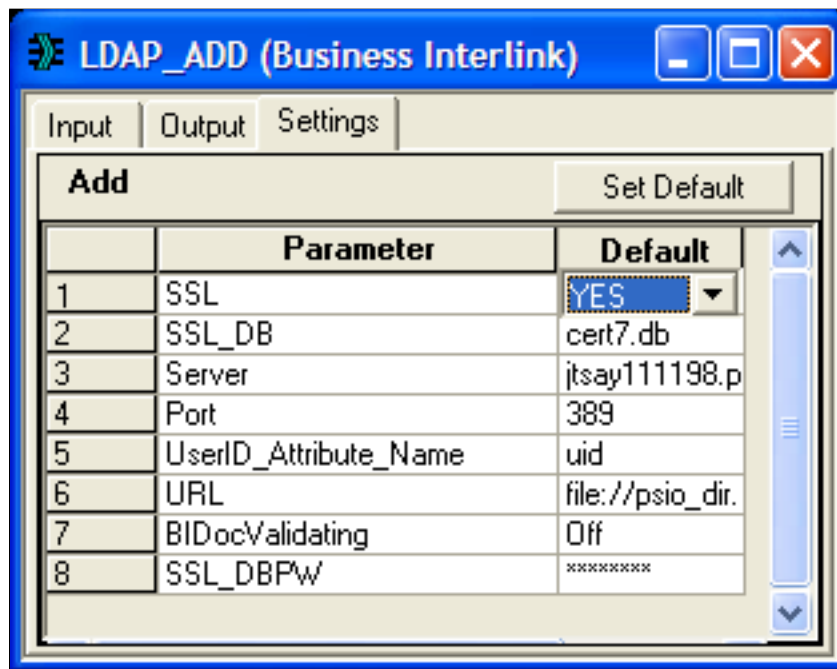 LDAP_ADD (Business Interlink)
Input Output Settings
Add Set Default
Parameter Default
1 SSL YES
2 SSL_DB cert7.db
3 Server jtsay111198.p
4 Port 389
5 UserID_Attribute_Name uid
6 URL file://psio_dir.
7 BIDocValidating Off
8 SSL_DBPW ********